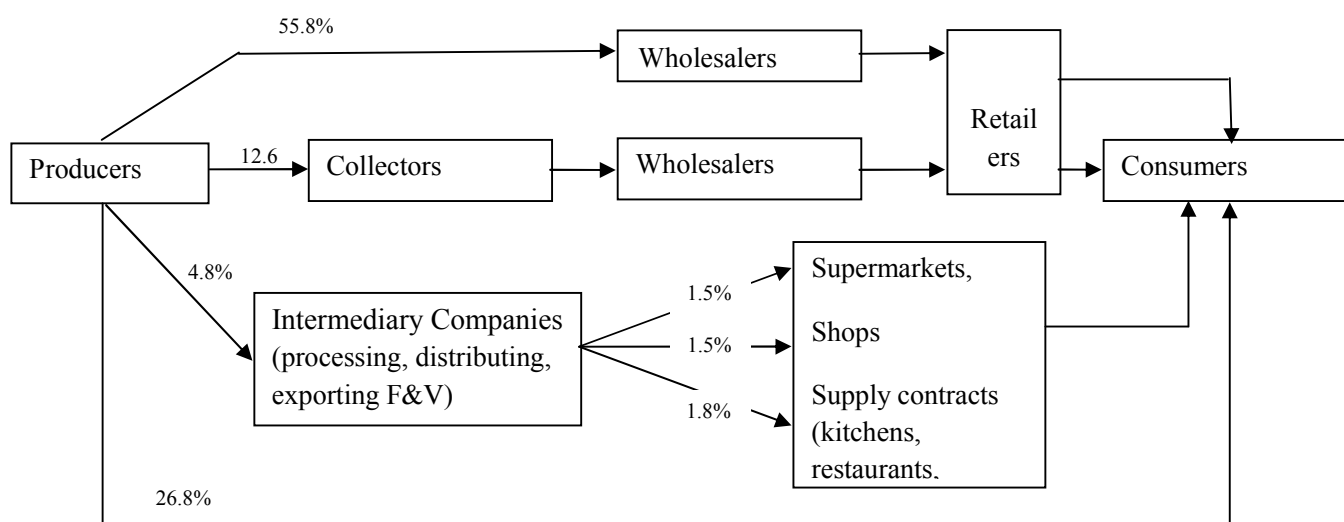 55.8%
Wholesalers
Retail
ers
Producers
12.6
Collectors
Wholesalers
Consumers
4.8%
Intermediary Companies
(processing, distributing,
exporting F&V)
1.5%
1.5%
1.8%
Supermarkets,
Shops
Supply contracts
(kitchens,
restaurants,
26.8%